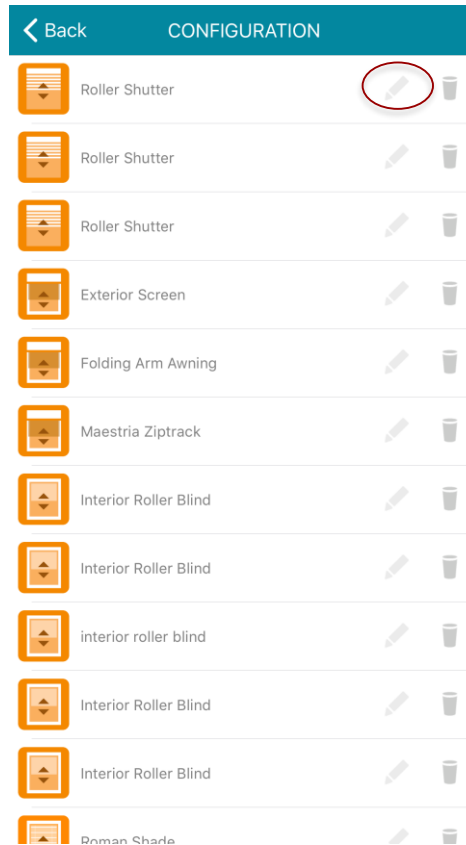 Back CONFIGURATION
Roller Shutter
Roller Shutter
Roller Shutter
Exterior Screen
Folding Arm Awning
Maestria Ziptrack
Interior Roller Blind
Interior Roller Blind
interior roller blind
Interior Roller Blind
Interior Roller Blind
Roman Shade